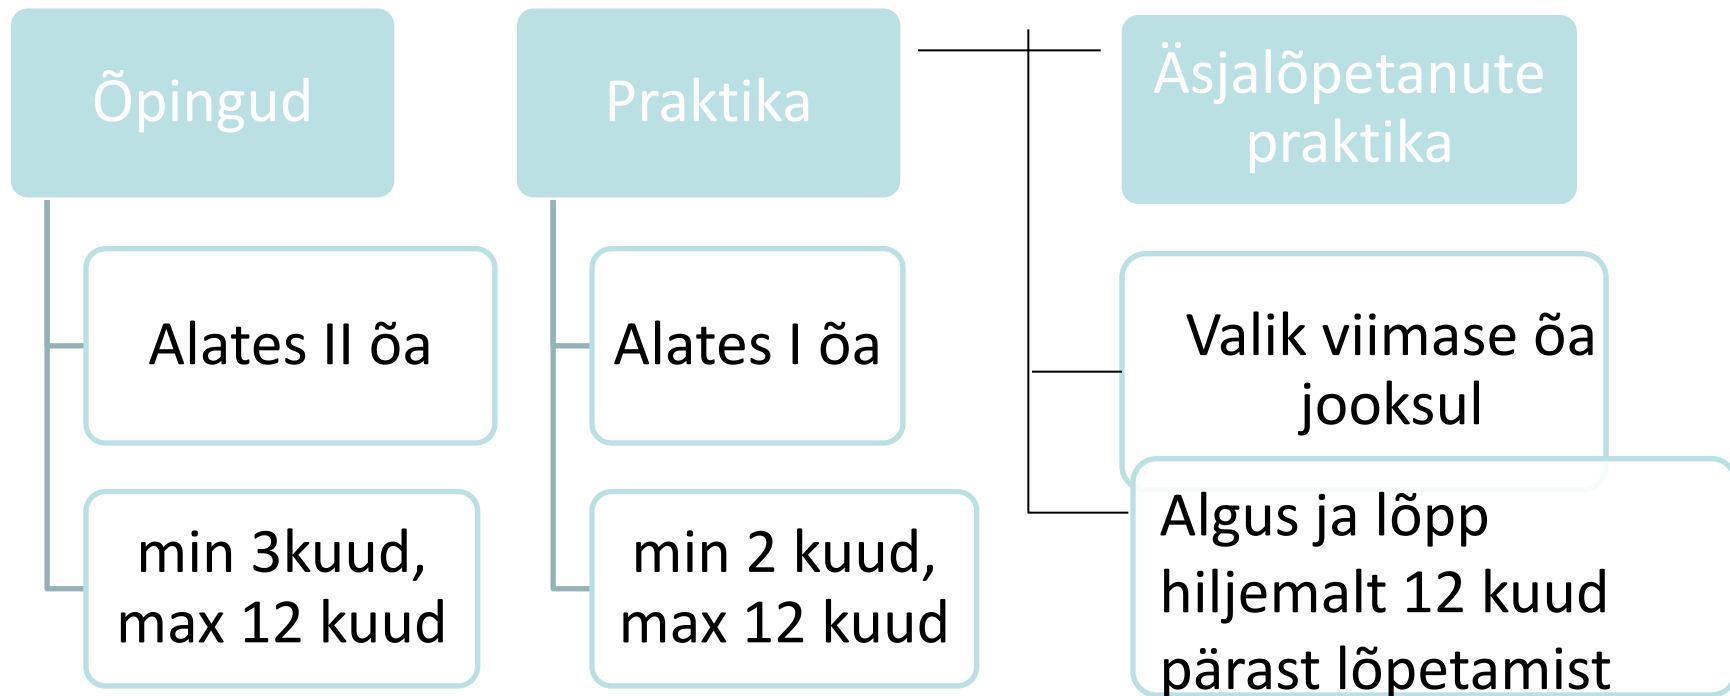 Õpingud
Alates II õa
min 3kuud,
max 12 kuud
Praktika
Alates I õa
min 2 kuud,
max 12 kuud
Äsjalõpetanute
praktika
Valik viimase õa
jooksul
Algus ja lõpp
hiljemalt 12 kuud
pärast lõpetamist